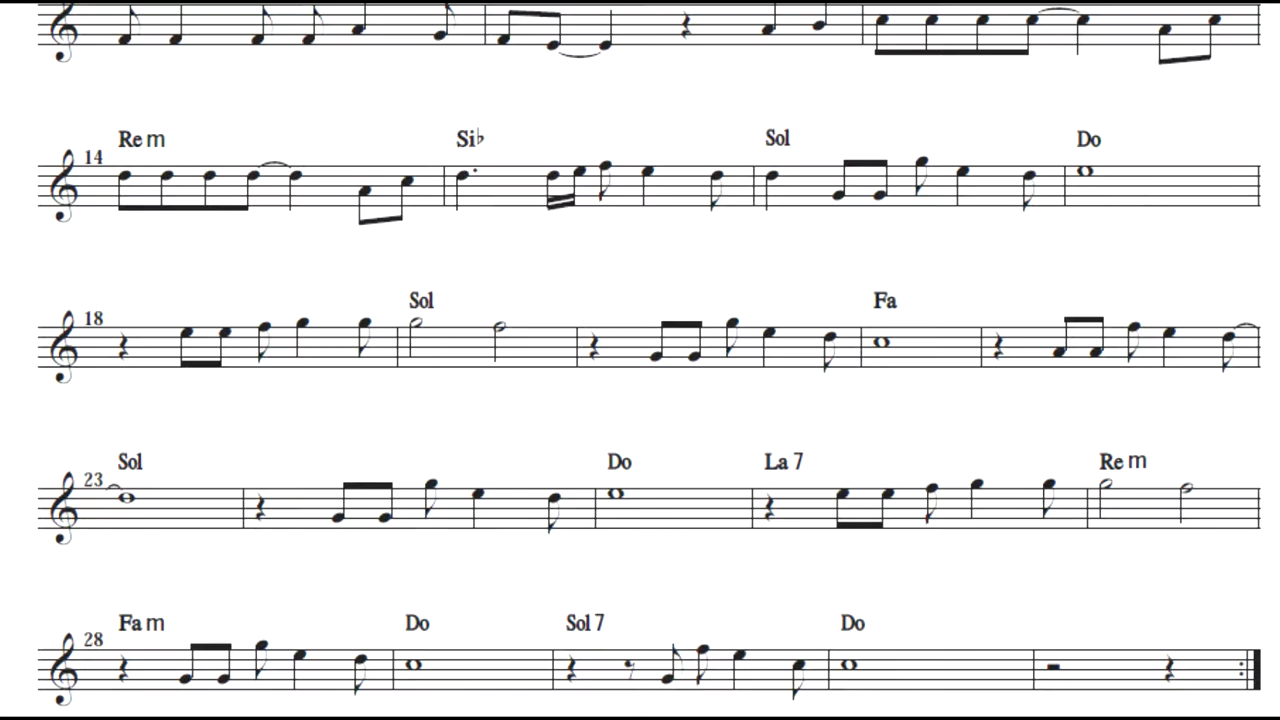 Re m Si♭ Sol Do
14
Sol Fa
18
Sol Do La 7 Re m
23
Fa m Do Sol 7 Do
28